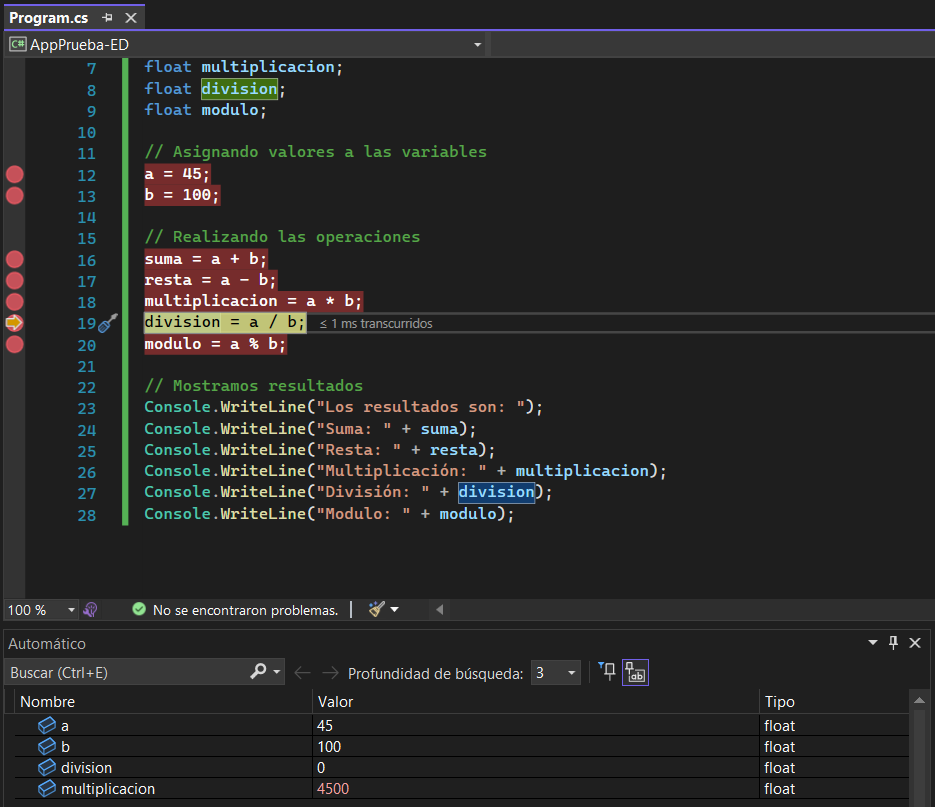 Program.cs
C# AppPrueba-ED
7 float multiplicacion;
8 float division;
9 float modulo;
10
11 // Asignando valores a las variables
12 a = 45;
13 b = 100;
14
15 // Realizando las operaciones
16 suma = a + b;
17 resta = a - b;
18 multiplicacion = a * b;
19 division = a / b; ≤ 1 ms transcurridos
20 modulo = a % b;
21
22 // Mostramos resultados
23 Console.WriteLine("Los resultados son: ");
24 Console.WriteLine("Suma: " + suma);
25 Console.WriteLine("Resta: " + resta);
26 Console.WriteLine("Multiplicación: " + multiplicacion);
27 Console.WriteLine("División: " + division);
28 Console.WriteLine("Modulo: " + modulo);
100 % No se encontraron problemas.
Automático
Buscar (Ctrl+E) Profundidad de búsqueda: 3 ab
Nombre Valor Tipo
a 45 float
b 100 float
division 0 float
multiplicacion 4500 float